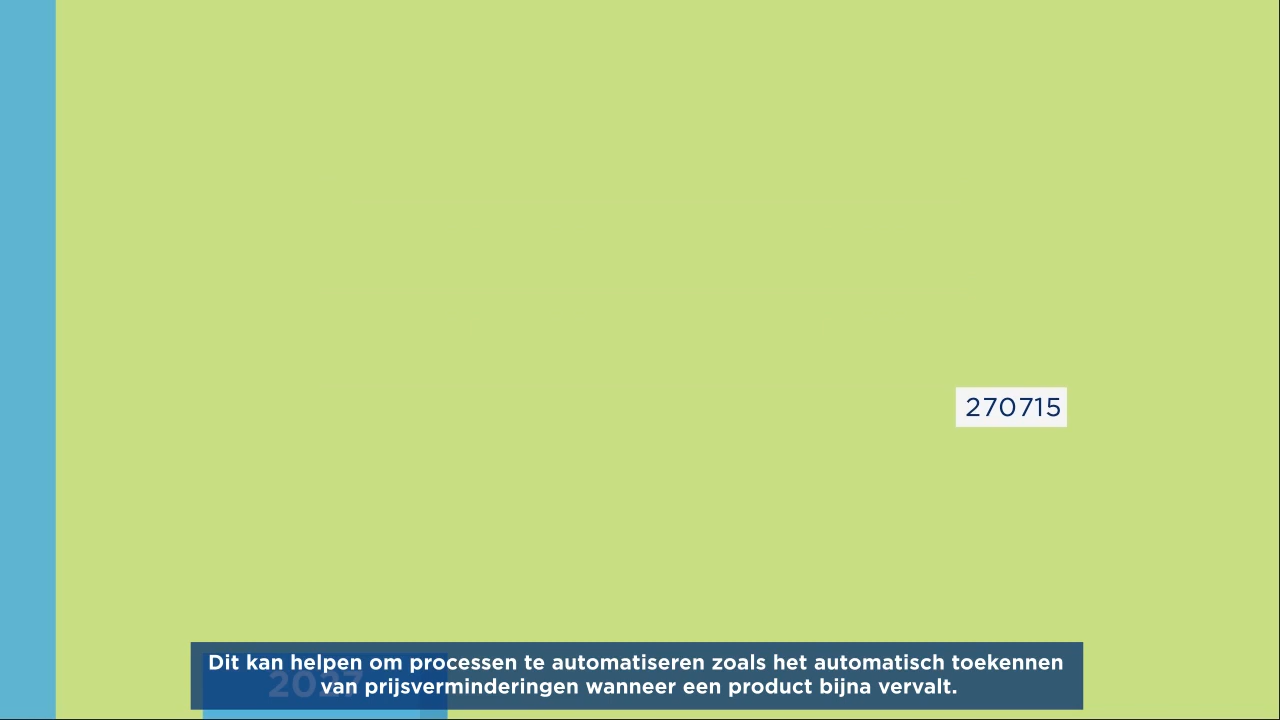 270715
Dit kan helpen om processen te automatiseren zoals het automatisch toekennen
van prijsverminderingen wanneer een product bijna vervalt.
2027